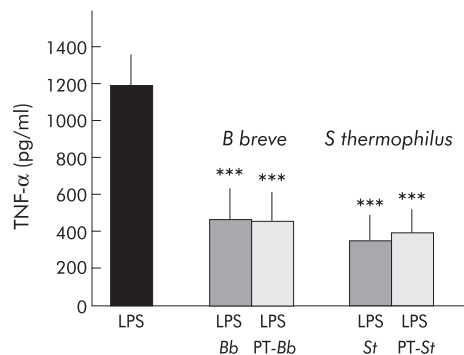 TNF-α (pg/ml)
1400
1200
1000
800
600
400
200
0
B breve
S thermophilus
*** *** *** ***
LPS LPS LPS LPS LPS
Bb PT-Bb St PT-St